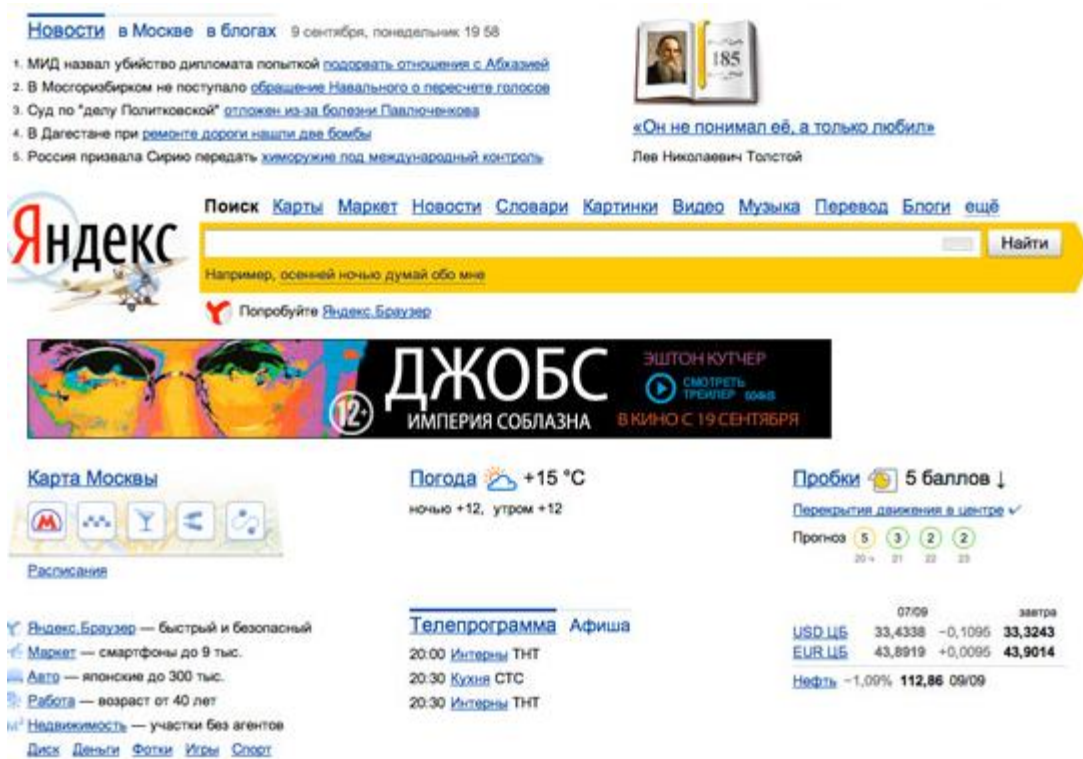 Новости в Москве в блогах 9 сентября, понедельник 19 58
1. МИД назвал убийство дипломата попыткой подорвать отношения с Абхазией
2. В Мосгоризбирком не поступало обращение Навального о пересчете голосов
3. Суд по "делу Политковской" отложен из-за болезни Павлюченкова
4. В Дагестане при ремонте дороги нашли две бомбы
5. Россия призвала Сирию передать химоружие под международный контроль
185
«Он не понимал её, а только любил»
Лев Николаевич Толстой
Яндекс
Поиск Карты Маркет Новости Словари Картинки Видео Музыка Перевод Блоги ещё
Найти
Например, осенней ночью думай обо мне
Попробуйте Яндекс.Браузер
12+
ДЖОБС
ИМПЕРИЯ СОБЛАЗНА
ЭШТОН КУТЧЕР
СМОТРЕТЬ
ТРЕЙЛЕР
В КИНО С 19 СЕНТЯБРЯ
Карта Москвы
Расписания
Погода +15 °C
ночью +12, утром +12
Пробки 5 баллов ↓
Перекрытия движения в центре
Прогноз 5 3 2 2
20 ч 21 22 23
Яндекс.Браузер — быстрый и безопасный
Маркет — смартфоны до 9 тыс.
Авто — японские до 300 тыс.
Работа — возраст от 40 лет
Недвижимость — участки без агентов
Диск Деньги Фотки Игры Спорт
Телепрограмма Афиша
20:00 Интерны ТНТ
20:30 Кухня СТС
20:30 Интерны ТНТ
07/09 завтра
USD ЦБ 33,4338 −0,1095 33,3243
EUR ЦБ 43,8919 +0,0095 43,9014
Нефть −1,09% 112,86 09/09